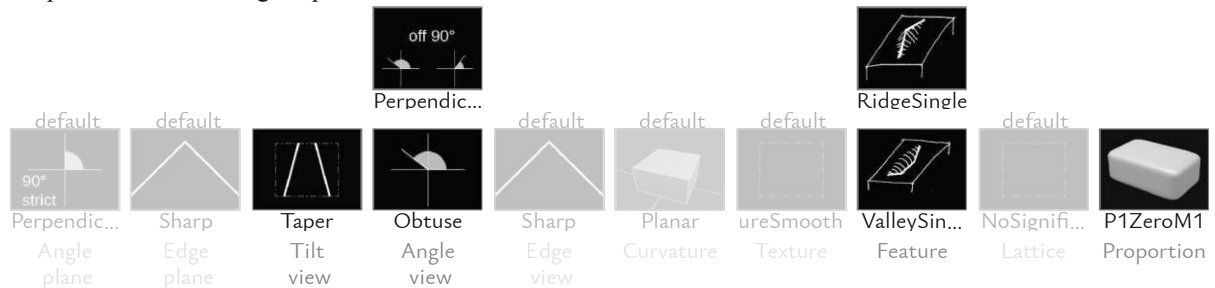 off 90°
Perpendic... RidgeSingle
default default default default default default
90°
strict
Perpendic... Sharp Taper Obtuse Sharp Planar ureSmooth ValleySin... NoSignifi... P1ZeroM1
Angle Edge Tilt Angle Edge Curvature Texture Feature Lattice Proportion
plane plane view view view